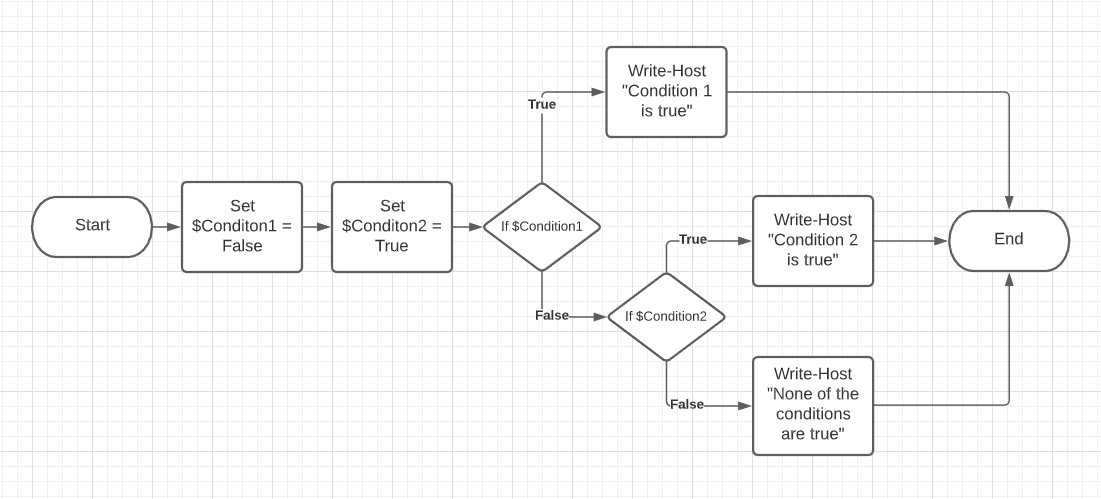 Start
Set
$Conditon1 =
False
Set
$Conditon2 =
True
If $Condition1
True
Write-Host
"Condition 1
is true"
False
If $Condition2
True
Write-Host
"Condition 2
is true"
False
Write-Host
"None of the
conditions
are true"
End